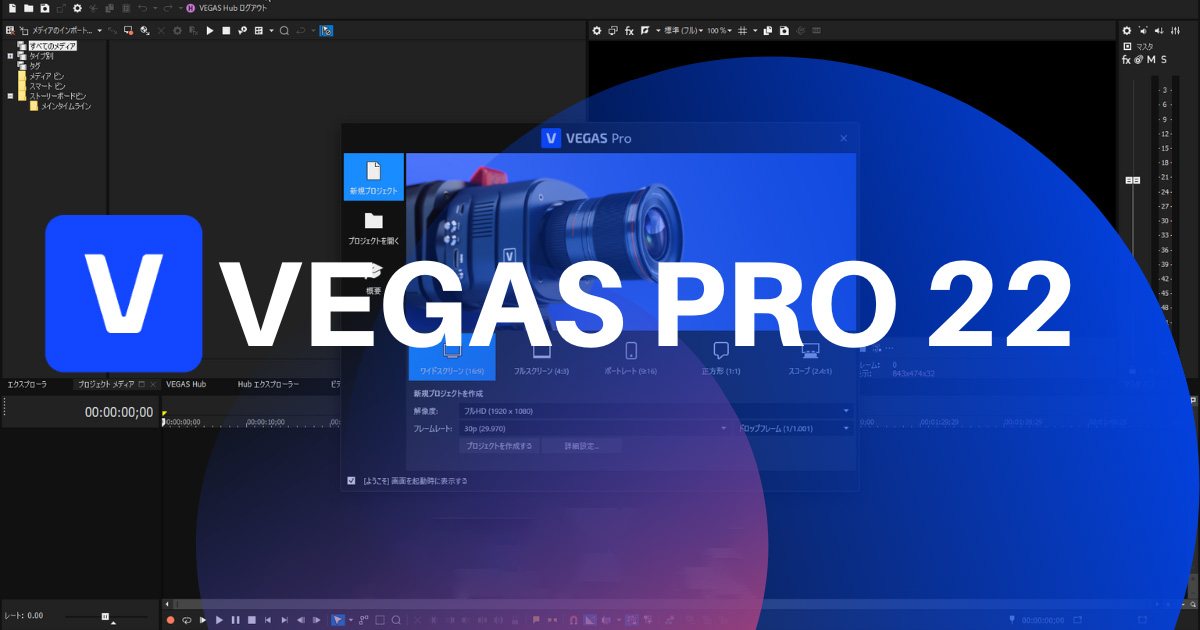 VEGAS Hub ログアウト
メディアのインポート...
標準 (フル)
100 %
すべてのメディア
タイプ別
タグ
メディア ビン
スマート ビン
ストーリーボードビン
メインタイムライン
マスタ
fx M S
3
6
9
12
15
18
21
24
27
30
33
36
39
42
45
48
V VEGAS Pro
新規プロジェクト
プロジェクトを開く
概要
V
V VEGAS PRO 22
ワイドスクリーン (16:9)
フルスクリーン (4:3)
ポートレート (9:16)
正方形 (1:1)
スコープ (2.4:1)
レーム: 0
843x474x32
エクスプローラ
プロジェクト メディア
VEGAS Hub
Hub エクスプローラー
ビデ
新規プロジェクトを作成
解像度: フルHD (1920 x 1080)
フレームレート: 30p (29.970)
ドロップフレーム (1/1.001)
プロジェクトを作成する
詳細設定...
00:00:00;00
00:00:00;00
00:00:10;00
00:01:29;29
[ようこそ] 画面を起動時に表示する
レート: 0.00
00:00:00;00